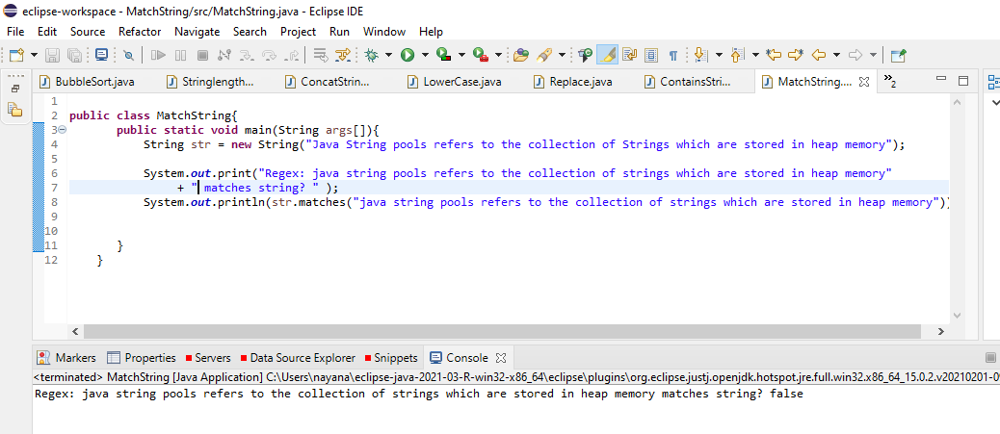 eclipse-workspace - MatchString/src/MatchString.java - Eclipse IDE
File Edit Source Refactor Navigate Search Project Run Window Help
BubbleSort.java Stringlength... ConcatStrin... LowerCase.java Replace.java ContainsStri... MatchString.... »2
1
2 public class MatchString{
3 public static void main(String args[]){
4 String str = new String("Java String pools refers to the collection of Strings which are stored in heap memory");
5
6 System.out.print("Regex: java string pools refers to the collection of strings which are stored in heap memory"
7 + " matches string? " );
8 System.out.println(str.matches("java string pools refers to the collection of strings which are stored in heap memory"))
9
10
11 }
12 }
Markers Properties Servers Data Source Explorer Snippets Console
<terminated> MatchString [Java Application] C:\Users\nayana\eclipse-java-2021-03-R-win32-x86_64\eclipse\plugins\org.eclipse.justj.openjdk.hotspot.jre.full.win32.x86_64_15.0.2.v20210201-09
Regex: java string pools refers to the collection of strings which are stored in heap memory matches string? false